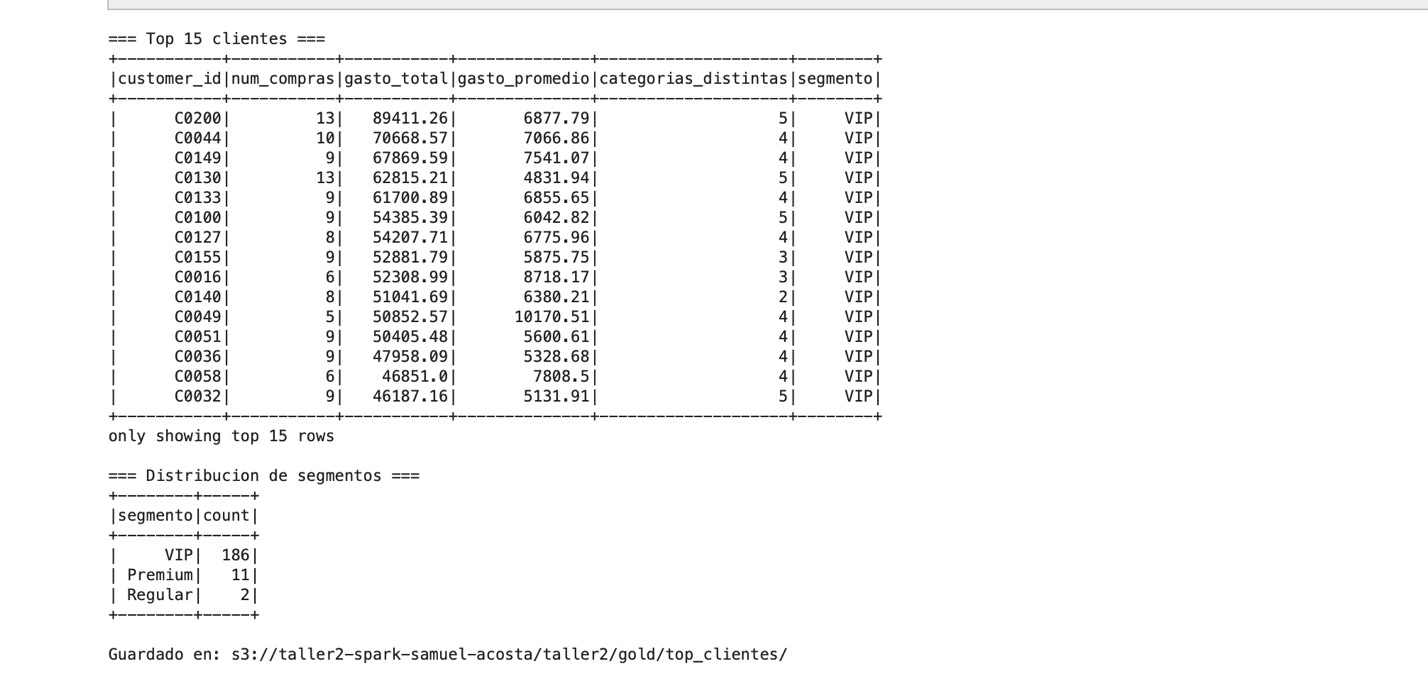 === Top 15 clientes ===
+-----------+-----------+-----------+--------------+--------------------+--------+
|customer_id|num_compras|gasto_total|gasto_promedio|categorias_distintas|segmento|
+-----------+-----------+-----------+--------------+--------------------+--------+
|      C0200|         13|   89411.26|       6877.79|                   5|     VIP|
|      C0044|         10|   70668.57|       7066.86|                   4|     VIP|
|      C0149|          9|   67869.59|       7541.07|                   4|     VIP|
|      C0130|         13|   62815.21|       4831.94|                   5|     VIP|
|      C0133|          9|   61700.89|       6855.65|                   4|     VIP|
|      C0100|          9|   54385.39|       6042.82|                   5|     VIP|
|      C0127|          8|   54207.71|       6775.96|                   4|     VIP|
|      C0155|          9|   52881.79|       5875.75|                   3|     VIP|
|      C0016|          6|   52308.99|       8718.17|                   3|     VIP|
|      C0140|          8|   51041.69|       6380.21|                   2|     VIP|
|      C0049|          5|   50852.57|      10170.51|                   4|     VIP|
|      C0051|          9|   50405.48|       5600.61|                   4|     VIP|
|      C0036|          9|   47958.09|       5328.68|                   4|     VIP|
|      C0058|          6|    46851.0|        7808.5|                   4|     VIP|
|      C0032|          9|   46187.16|       5131.91|                   5|     VIP|
+-----------+-----------+-----------+--------------+--------------------+--------+
only showing top 15 rows
=== Distribucion de segmentos ===
+--------+-----+
|segmento|count|
+--------+-----+
|     VIP|  186|
| Premium|   11|
| Regular|    2|
+--------+-----+
Guardado en: s3://taller2-spark-samuel-acosta/taller2/gold/top_clientes/